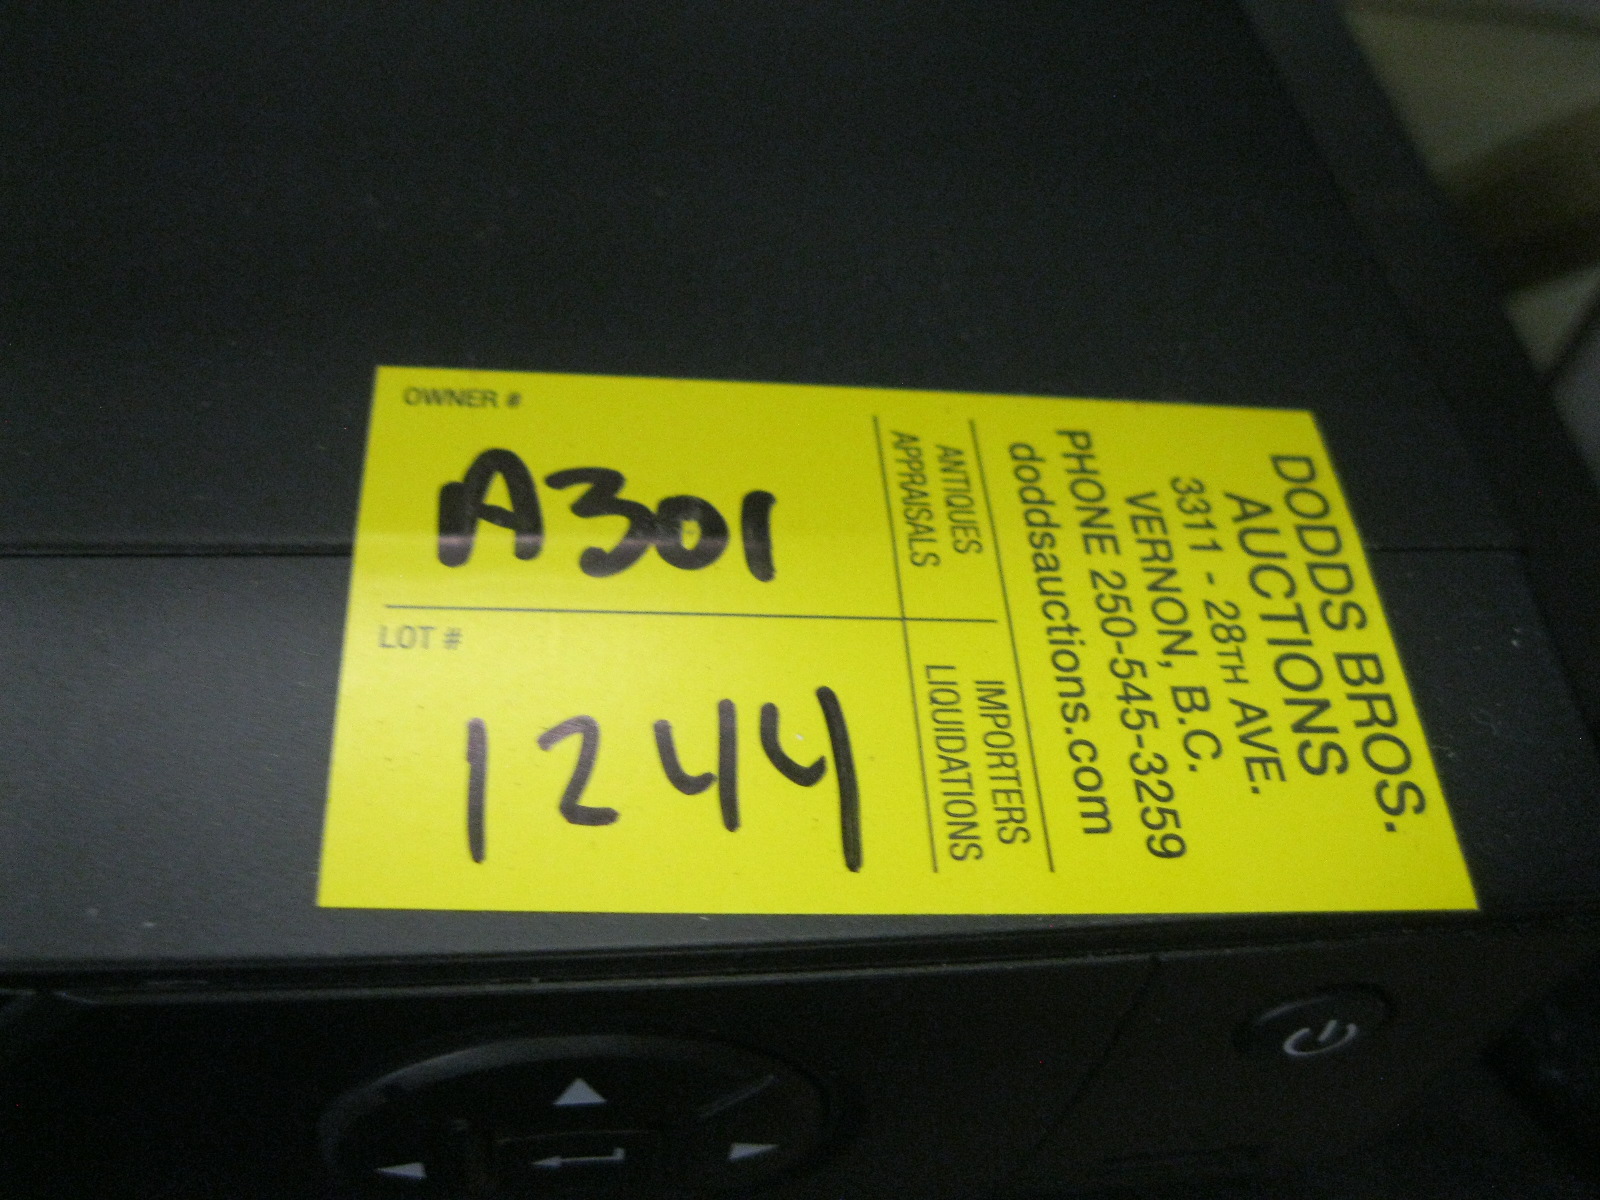 OWNER #
A301
LOT #
1244
ANTIQUES
APPRAISALS
IMPORTERS
LIQUIDATIONS
DODDS BROS.
AUCTIONS
3311 - 28TH AVE.
VERNON, B.C.
PHONE 250-545-3259
doddsauctions.com